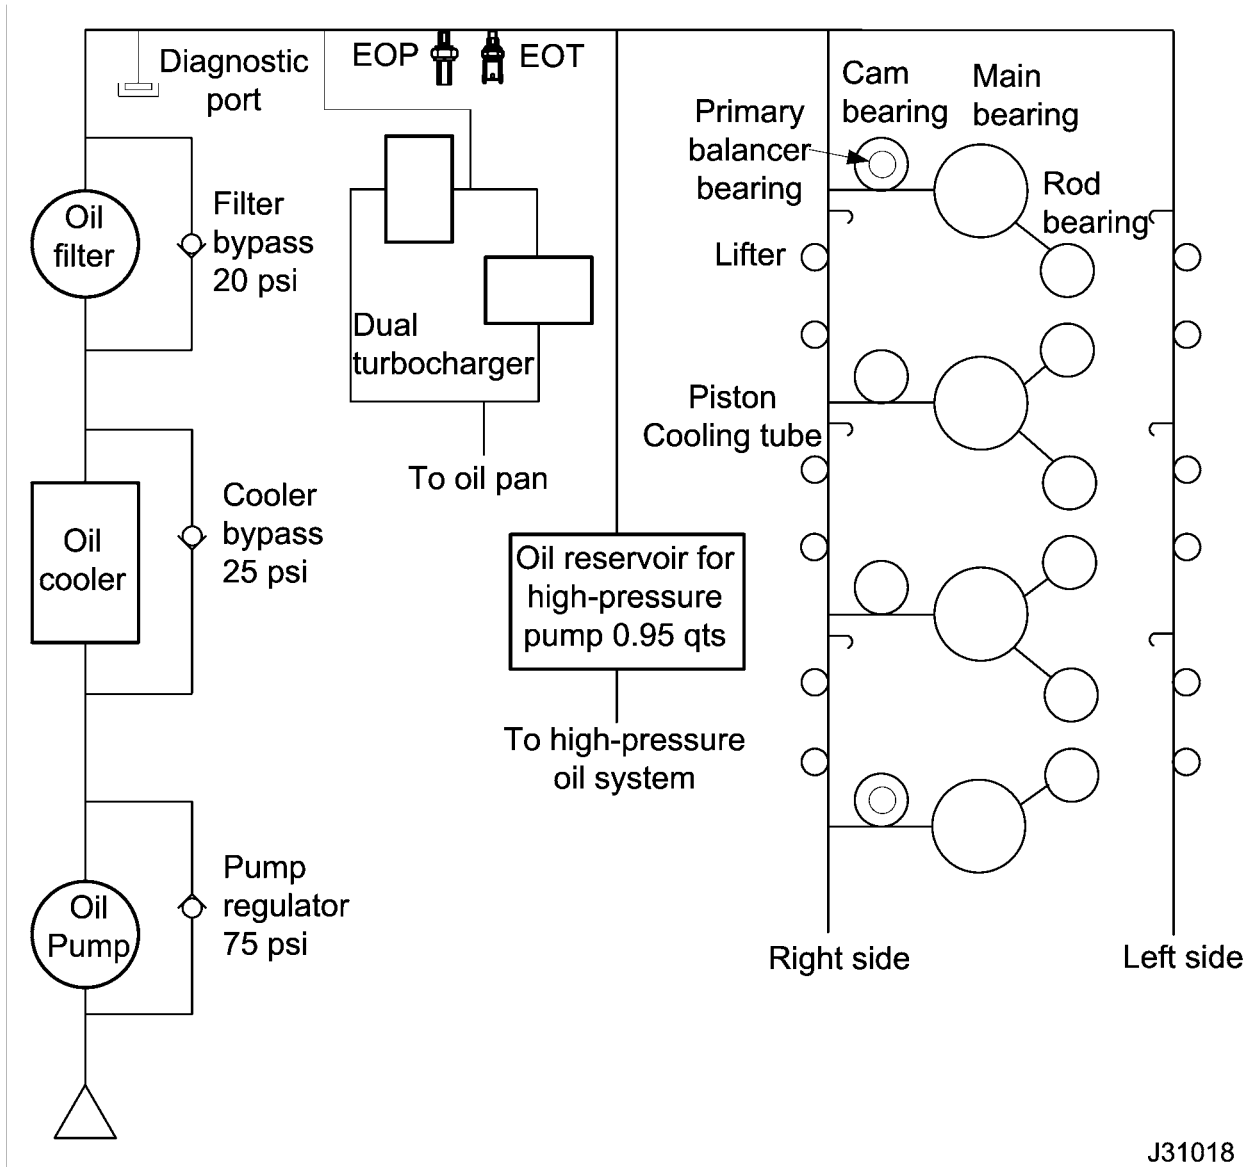 Diagnostic
port
EOP
EOT
Cam
bearing
Main
bearing
Primary
balancer
bearing
Rod
bearing
Oil
filter
Filter
bypass
20 psi
Lifter
Dual
turbocharger
Piston
Cooling tube
To oil pan
Oil
cooler
Cooler
bypass
25 psi
Oil reservoir for
high-pressure
pump 0.95 qts
To high-pressure
oil system
Oil
Pump
Pump
regulator
75 psi
Right side
Left side
J31018